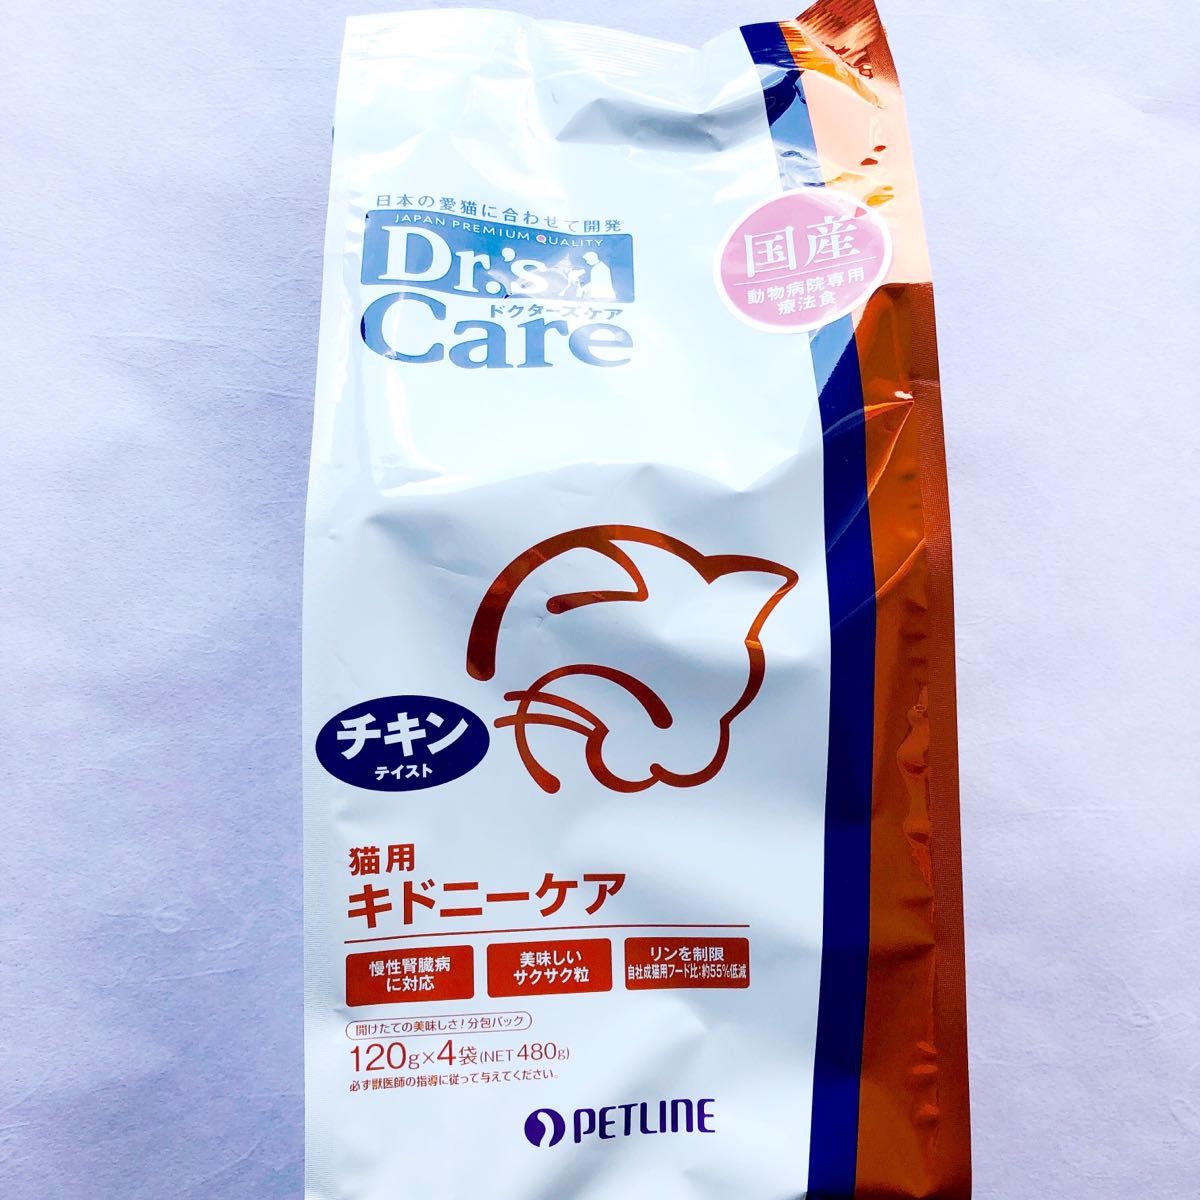 日本の愛猫に合わせて開発
JAPAN PREMIUM QUALITY
Dr.'s
ドクターズケア
Care
国産
動物病院専用
療法食
チキン
テイスト
猫用
キドニーケア
慢性腎臓病
に対応
美味しい
サクサク粒
リンを制限
自社成猫用フード比:約55%低減
開けたての美味しさ!分包パック
120g×4袋(NET 480g)
必ず獣医師の指導に従って与えてください。
PETLINE